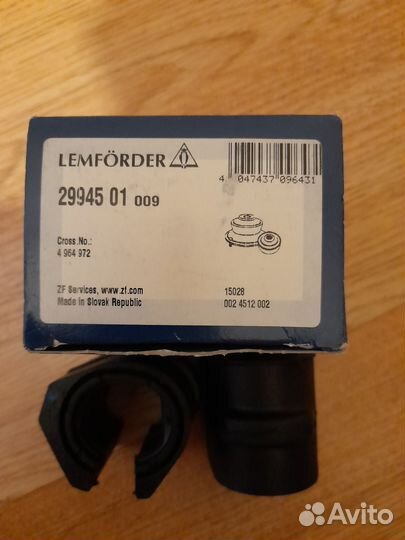 LEMFÖRDER
4 047437 096431
29945 01 009
Cross.No.:
4 964 972
ZF Services, www.zf.com
Made in Slovak Republic
15028
002 4512 002
Avito